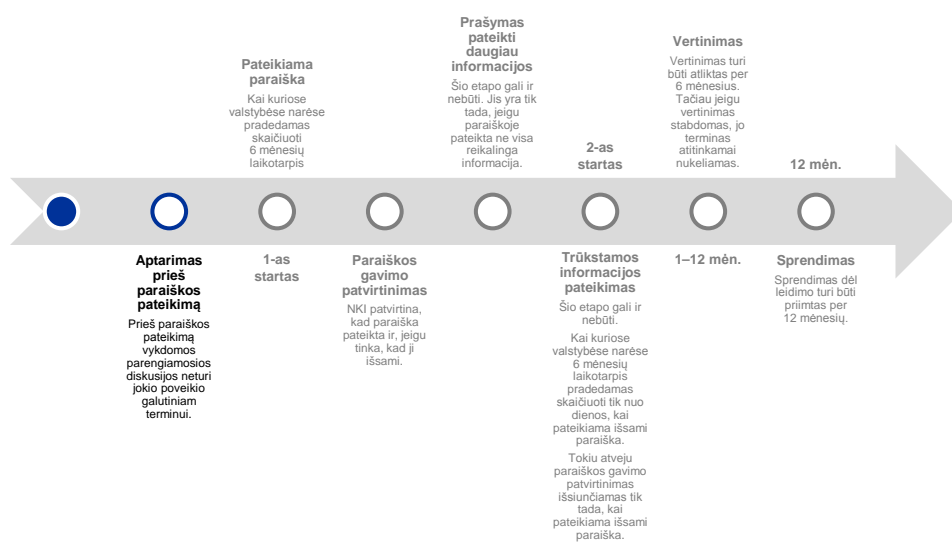 Aptarimas
prieš
paraiškos
pateikimą
Prieš paraiškos
pateikimą
vykdomos
parengiamosios
diskusijos neturi
jokio poveikio
galutiniam
terminui.
Pateikiama
paraiška
Kai kuriose
valstybėse narėse
pradedamas
skaičiuoti
6 mėnesių
laikotarpis
1-as
startas
Paraiškos
gavimo
patvirtinimas
NKI patvirtina,
kad paraiška
pateikta ir, jeigu
tinka, kad ji
išsami.
Prašymas
pateikti
daugiau
informacijos
Šio etapo gali ir
nebūti. Jis yra tik
tada, jeigu
paraiškoje
pateikta ne visa
reikalinga
informacija.
2-as
startas
Trūkstamos
informacijos
pateikimas
Šio etapo gali ir
nebūti.
Kai kuriose
valstybėse narėse
6 mėnesių
laikotarpis
pradedamas
skaičiuoti tik nuo
dienos, kai
pateikiama išsami
paraiška.
Tokiu atveju
paraiškos gavimo
patvirtinimas
išsiunčiamas tik
tada, kai
pateikiama išsami
paraiška.
Vertinimas
Vertinimas turi
būti atliktas per
6 mėnesius.
Tačiau jeigu
vertinimas
stabdomas, jo
terminas
atitinkamai
nukeliamas.
1–12 mėn.
12 mėn.
Sprendimas
Sprendimas dėl
leidimo turi būti
priimtas per
12 mėnesių.